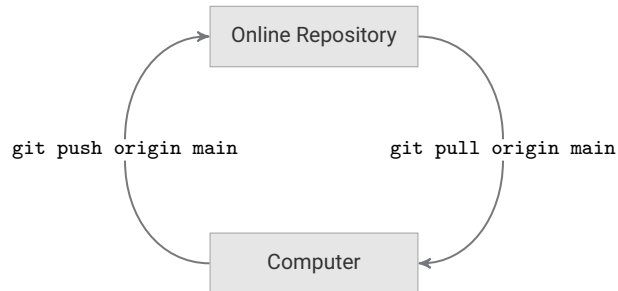 Online Repository
git push origin main
git pull origin main
Computer